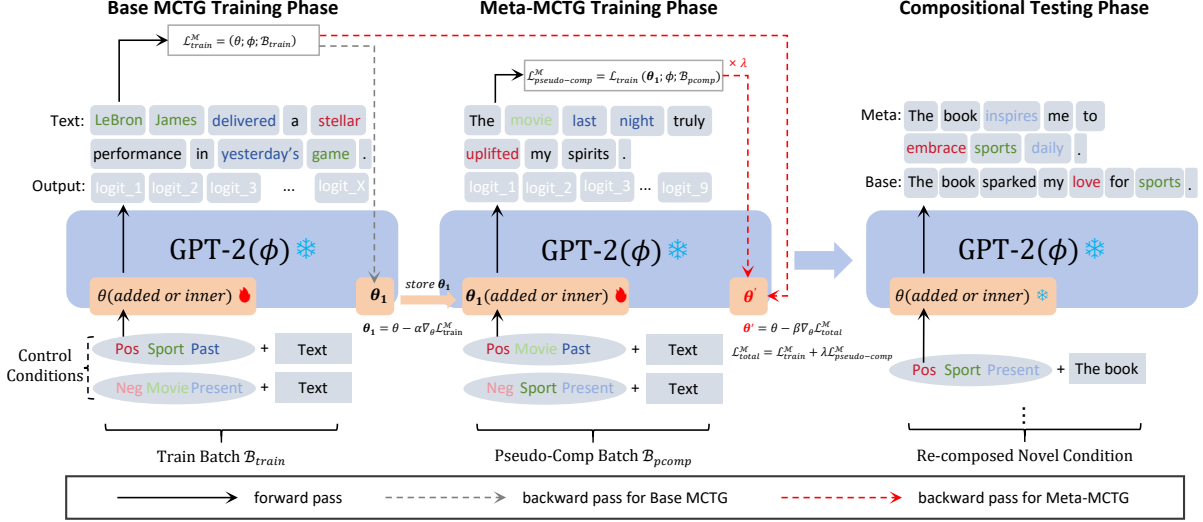 Base MCTG Training Phase
Meta-MCTG Training Phase
Compositional Testing Phase
ℒ^ℳ_train = (θ; ϕ; ℬ_train)
ℒ^ℳ_pseudo−comp = ℒ_train (θ₁; ϕ; ℬ_pcomp)
× λ
Text: LeBron James delivered a stellar
performance in yesterday's game .
Output: logit_1 logit_2 logit_3 ... logit_X
The movie last night truly
uplifted my spirits .
logit_1 logit_2 logit_3 ... logit_9
Meta: The book inspires me to
embrace sports daily .
Base: The book sparked my love for sports .
GPT-2(ϕ)
GPT-2(ϕ)
GPT-2(ϕ)
θ(added or inner)
θ₁
store θ₁
θ₁(added or inner)
θ'
θ(added or inner)
θ₁ = θ − α∇_θℒ^ℳ_train
θ' = θ − β∇_θℒ^ℳ_total
ℒ^ℳ_total = ℒ^ℳ_train + λℒ^ℳ_pseudo−comp
Control
Conditions
Pos Sport Past + Text
Neg Movie Present + Text
Pos Movie Past + Text
Neg Sport Present + Text
Pos Sport Present + The book
Train Batch ℬ_train
Pseudo-Comp Batch ℬ_pcomp
Re-composed Novel Condition
forward pass
backward pass for Base MCTG
backward pass for Meta-MCTG